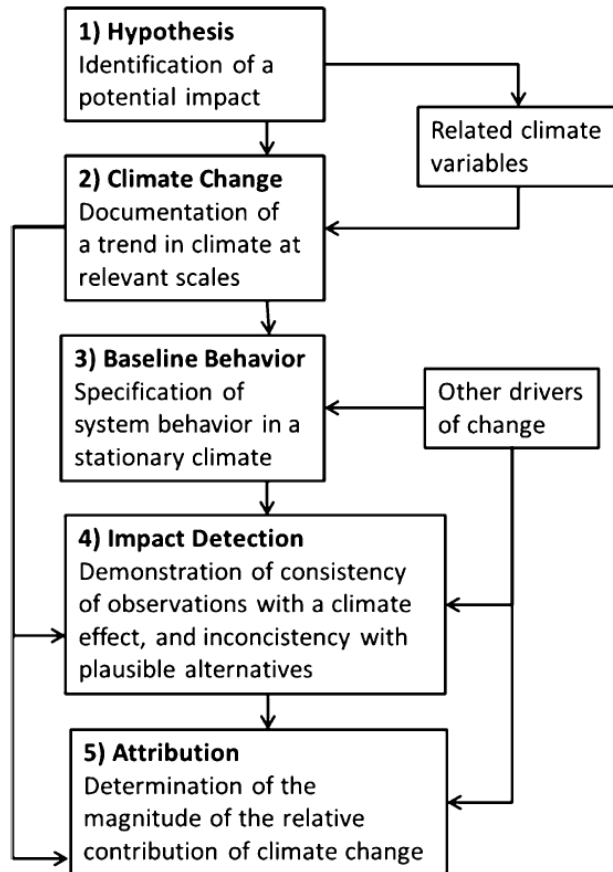 1) Hypothesis
Identification of a
potential impact
Related climate
variables
2) Climate Change
Documentation of
a trend in climate at
relevant scales
3) Baseline Behavior
Specification of
system behavior in a
stationary climate
Other drivers
of change
4) Impact Detection
Demonstration of consistency
of observations with a climate
effect, and inconcistency with
plausible alternatives
5) Attribution
Determination of the
magnitude of the relative
contribution of climate change